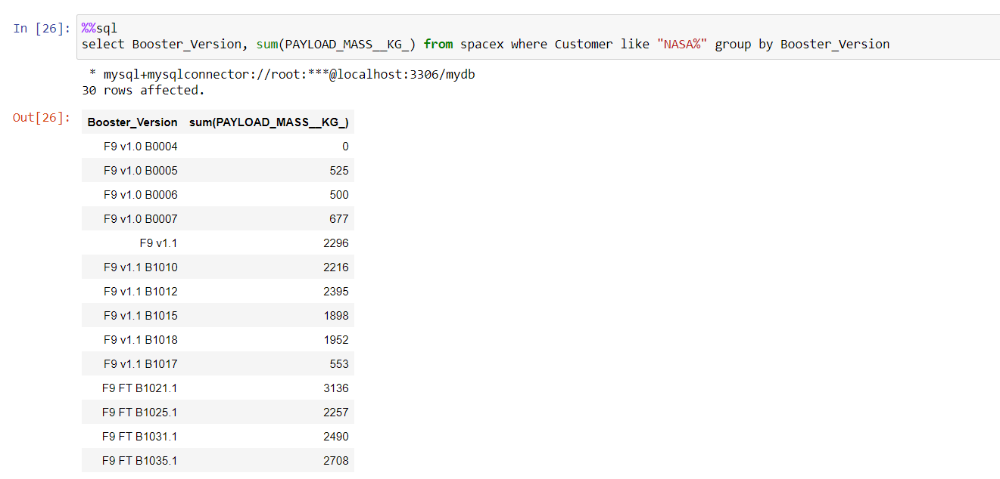 In [26]: %%sql
select Booster_Version, sum(PAYLOAD_MASS__KG_) from spacex where Customer like "NASA%" group by Booster_Version
* mysql+mysqlconnector://root:***@localhost:3306/mydb
30 rows affected.
Out[26]:
Booster_Version sum(PAYLOAD_MASS__KG_)
F9 v1.0 B0004 0
F9 v1.0 B0005 525
F9 v1.0 B0006 500
F9 v1.0 B0007 677
F9 v1.1 2296
F9 v1.1 B1010 2216
F9 v1.1 B1012 2395
F9 v1.1 B1015 1898
F9 v1.1 B1018 1952
F9 v1.1 B1017 553
F9 FT B1021.1 3136
F9 FT B1025.1 2257
F9 FT B1031.1 2490
F9 FT B1035.1 2708